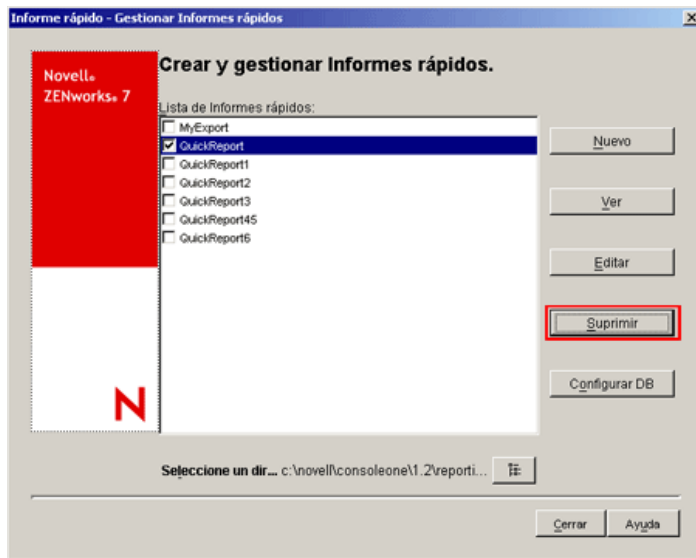 Informe rápido - Gestionar Informes rápidos
Novell®
ZENworks® 7
Crear y gestionar Informes rápidos.
Lista de Informes rápidos:
MyExport
QuickReport
QuickReport1
QuickReport2
QuickReport3
QuickReport45
QuickReport6
Nuevo
Ver
Editar
Suprimir
Configurar DB
N
Seleccione un dir... c:\novell\consoleone\1.2\reporti...
Cerrar
Ayuda